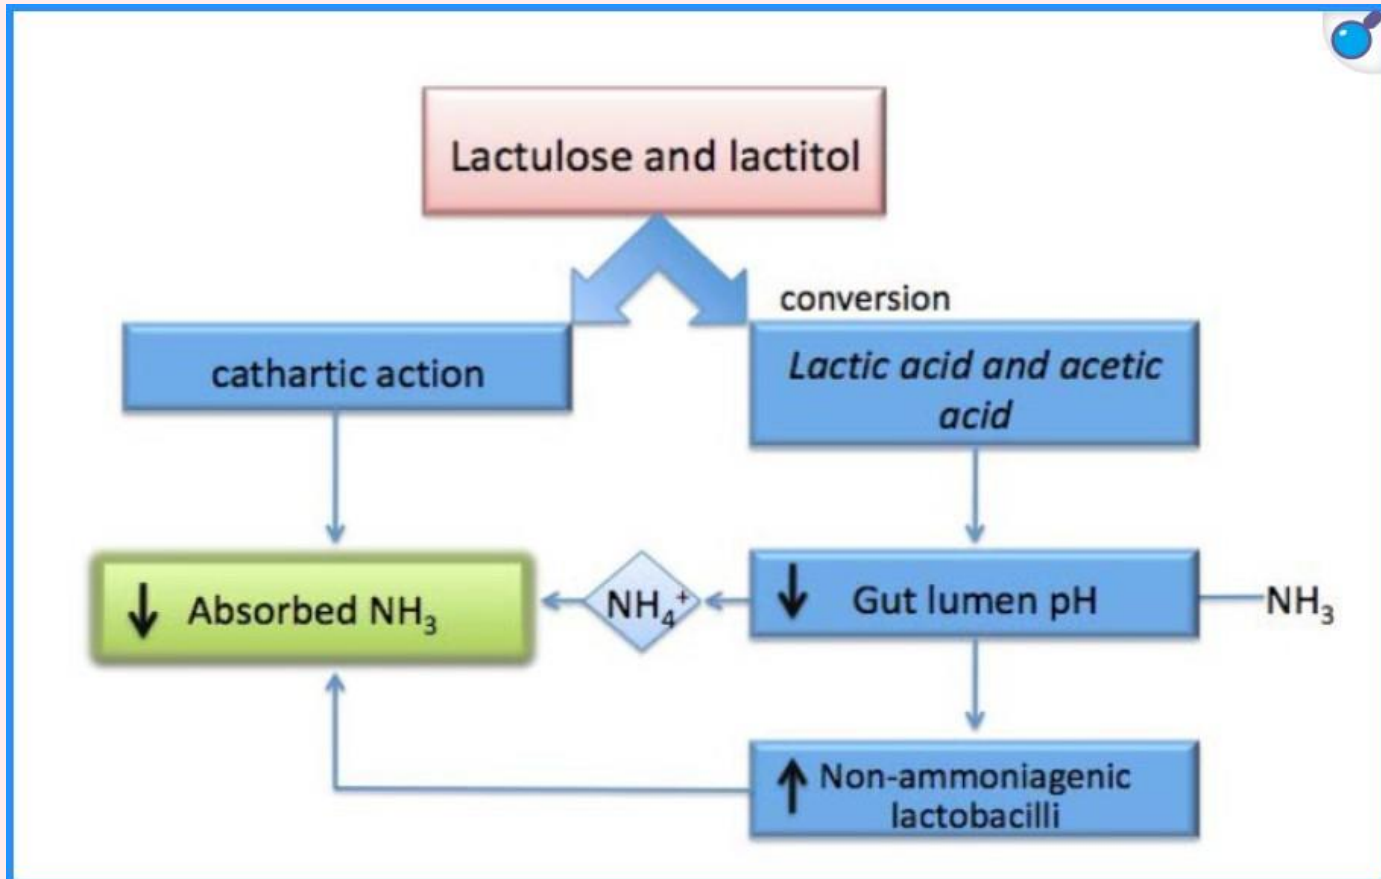 Lactulose and lactitol
conversion
cathartic action
Lactic acid and acetic
acid
↓ Absorbed NH₃
NH₄⁺
↓ Gut lumen pH
NH₃
↑ Non-ammoniagenic
lactobacilli